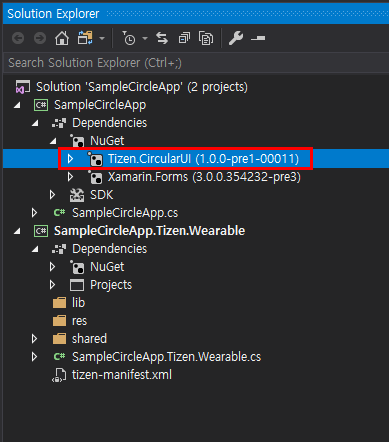 Solution Explorer
Search Solution Explorer (Ctrl+;)
Solution 'SampleCircleApp' (2 projects)
C# SampleCircleApp
Dependencies
NuGet
Tizen.CircularUI (1.0.0-pre1-00011)
Xamarin.Forms (3.0.0.354232-pre3)
SDK
C# SampleCircleApp.cs
C# SampleCircleApp.Tizen.Wearable
Dependencies
NuGet
Projects
lib
res
shared
C# SampleCircleApp.Tizen.Wearable.cs
tizen-manifest.xml